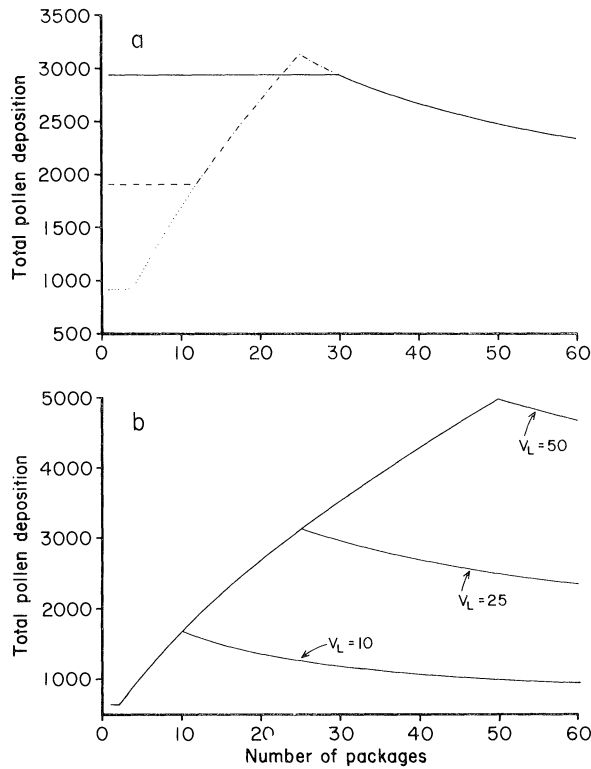 a
3500
3000
2500
2000
1500
1000
500
0 10 20 30 40 50 60
Total pollen deposition
b
5000
4000
3000
2000
1000
0 10 20 30 40 50 60
Total pollen deposition
V_L = 50
V_L = 25
V_L = 10
Number of packages